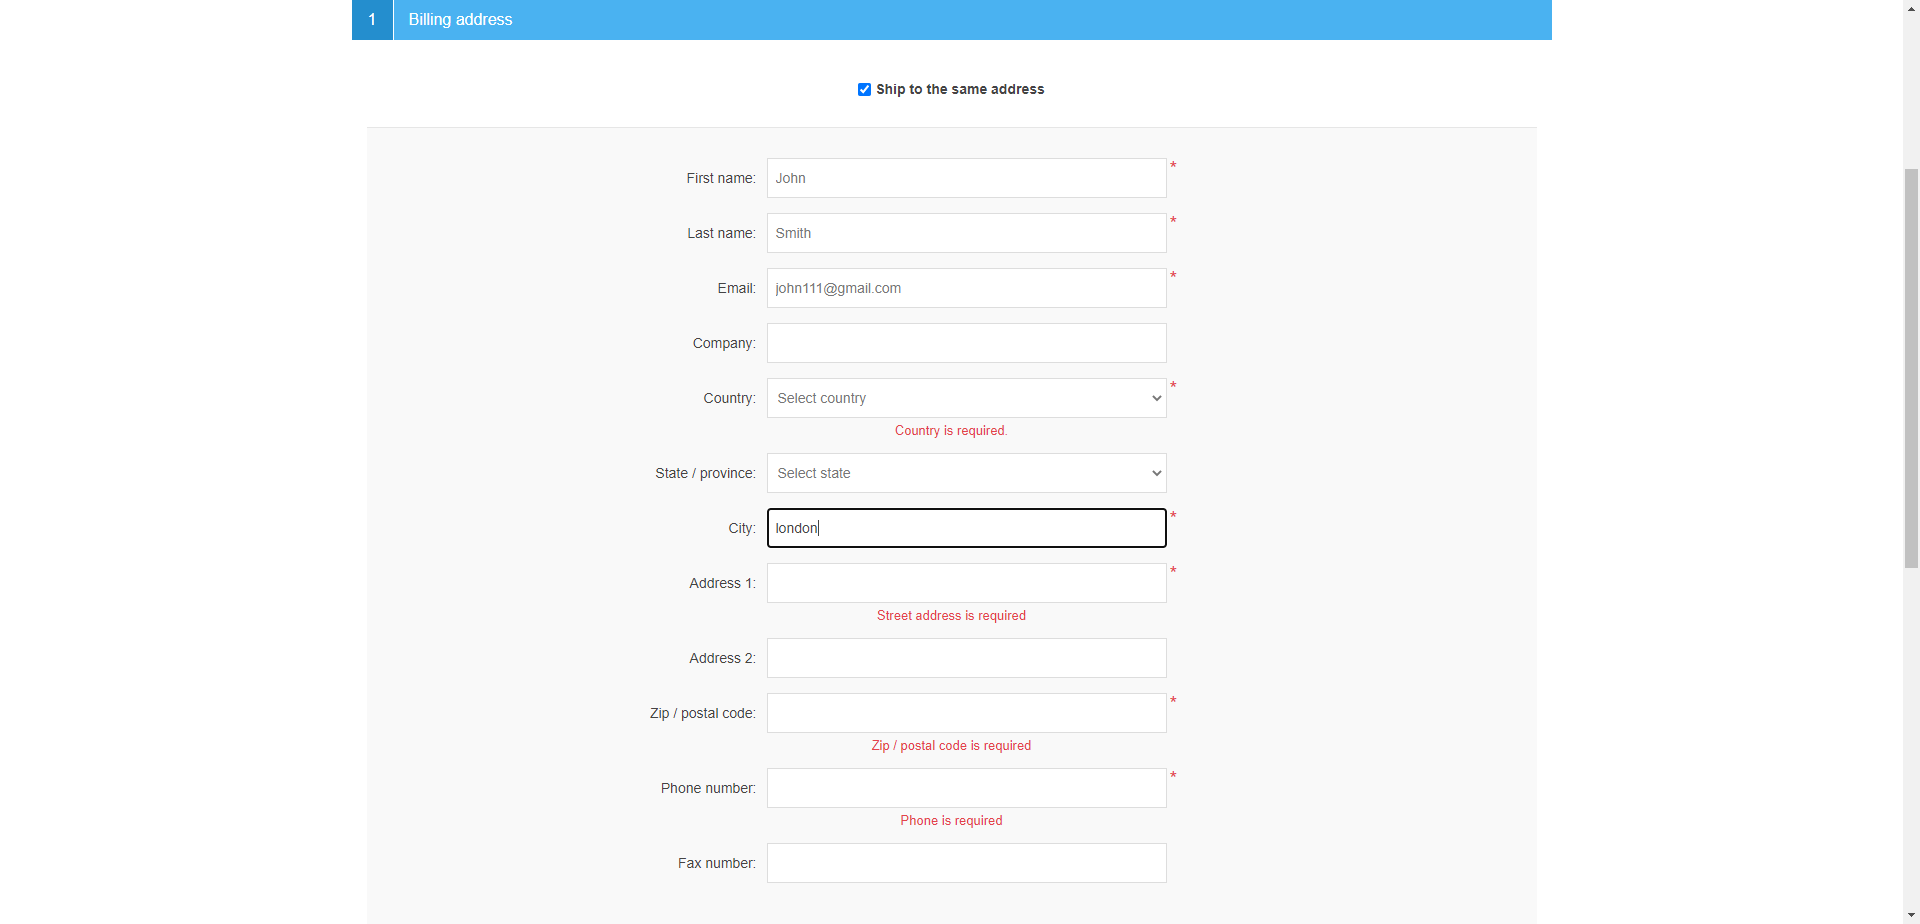 1 Billing address
Ship to the same address
First name: John *
Last name: Smith *
Email: john111@gmail.com *
Company:
Country: Select country *
Country is required.
State / province: Select state
City: london *
Address 1: *
Street address is required
Address 2:
Zip / postal code: *
Zip / postal code is required
Phone number: *
Phone is required
Fax number: